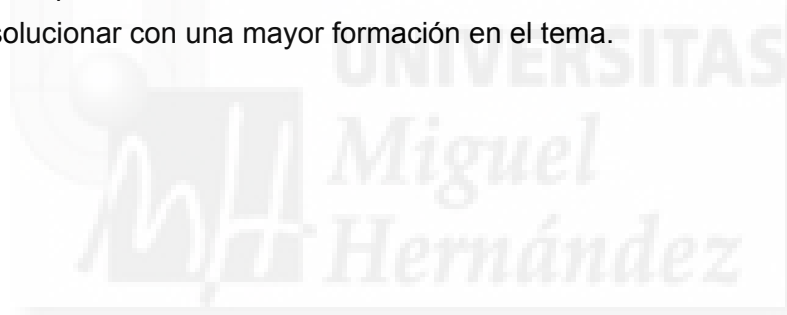 solucionar con una mayor formación en el tema.
UNIVERSITAS
Miguel
Hernández